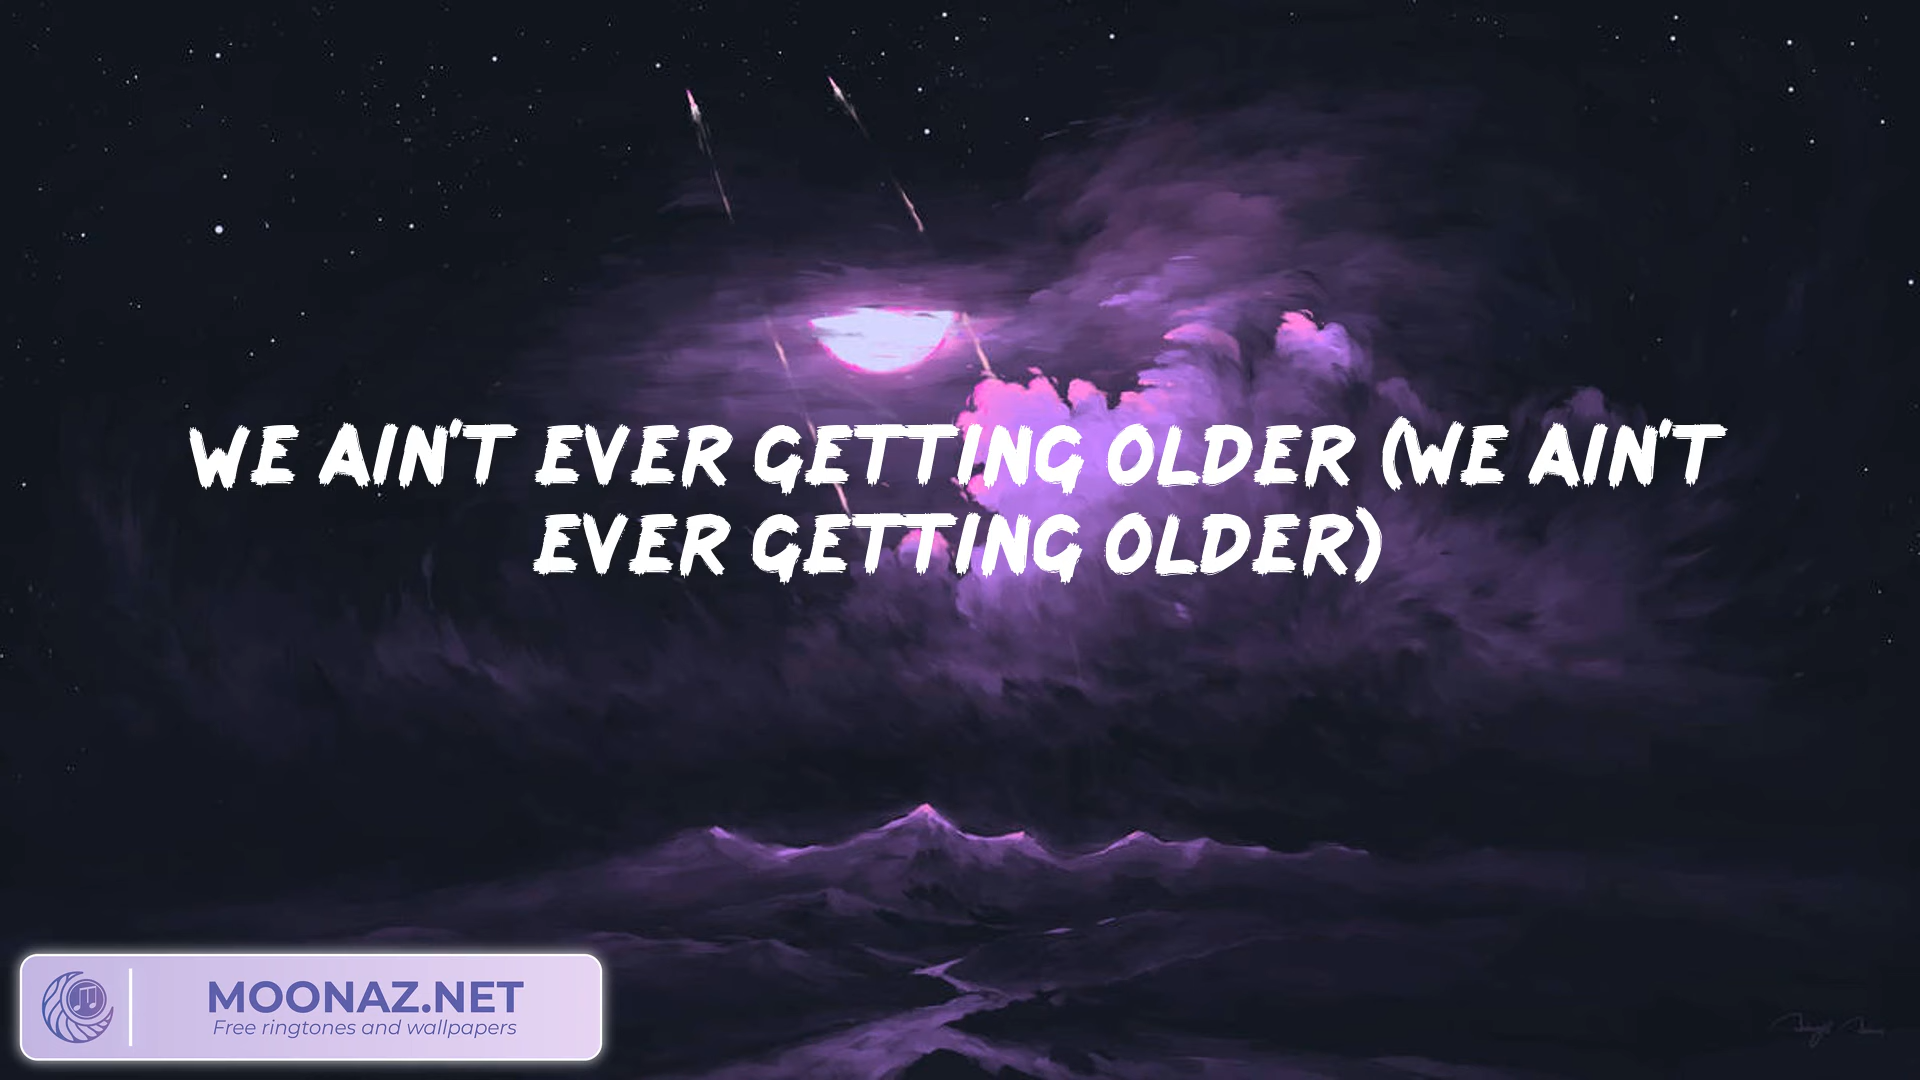 WE AIN'T EVER GETTING OLDER (WE AIN'T
EVER GETTING OLDER)
MOONAZ.NET
Free ringtones and wallpapers